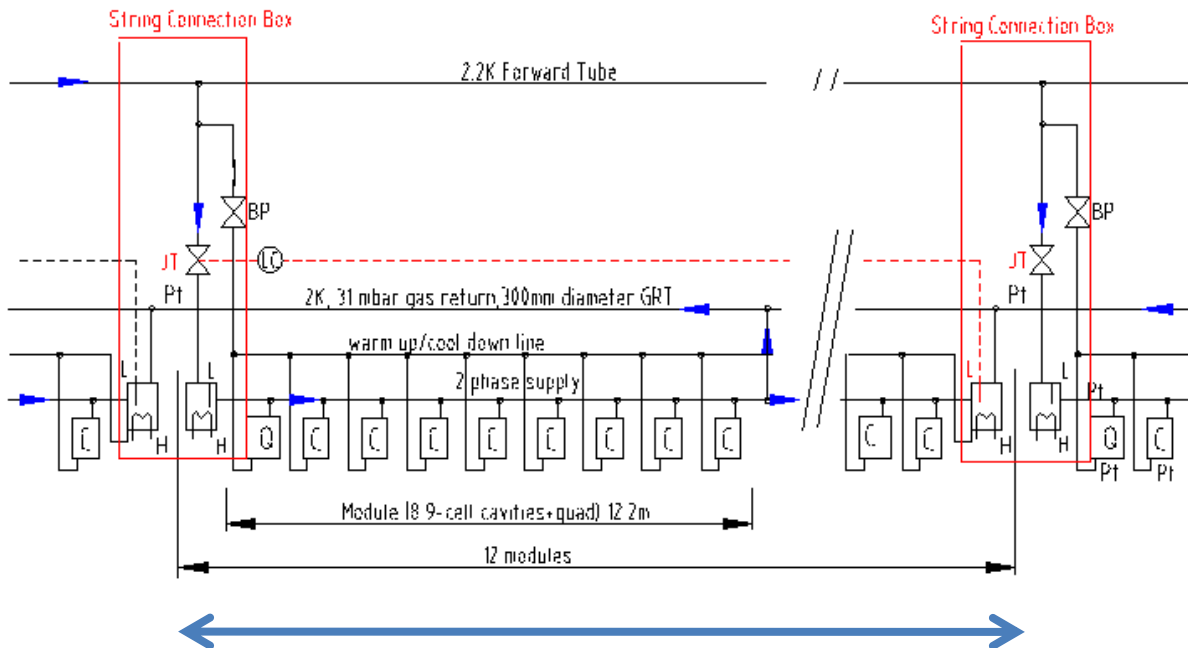 String Connection Box
String Connection Box
2.2K Forward Tube
BP
BP
JT
LC
JT
Pt
2K, 31 mbar gas return, 300mm diameter GRT
Pt
warm up/cool down line
L
L
2 phase supply
L
L
Pt
C
H
H
Q
C
C
C
C
C
C
C
C
C
C
H
H
Q
C
Pt
Pt
Module (8 9-cell cavities+quad) 12.2m
12 modules